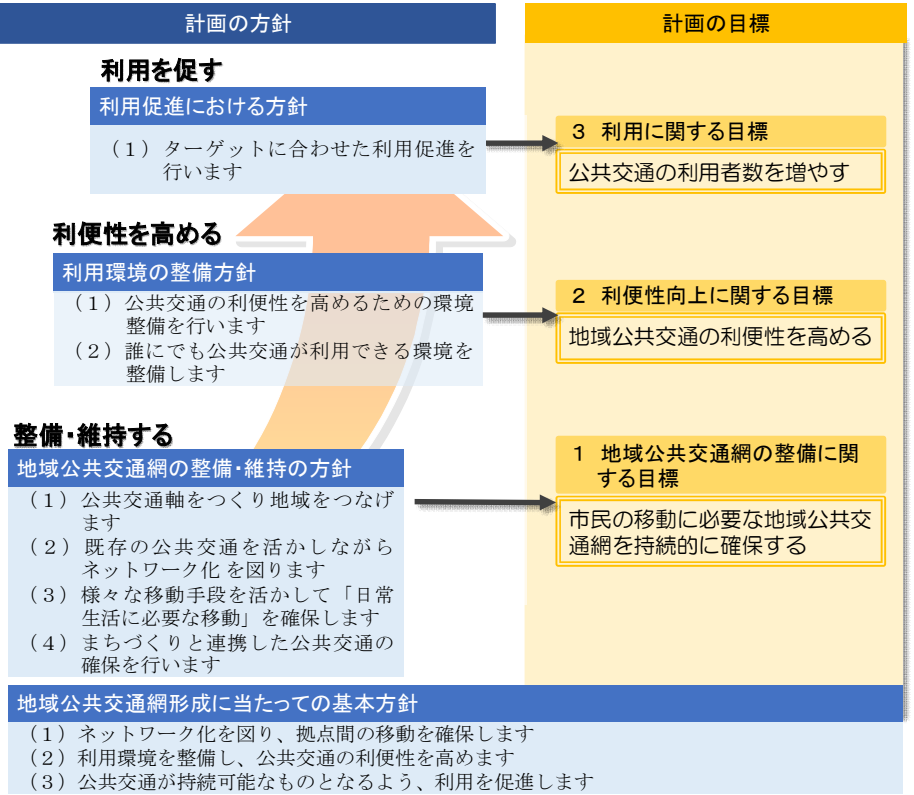 計画の方針
計画の目標
利用を促す
利用促進における方針
（１）ターゲットに合わせた利用促進を
行います
３　利用に関する目標
公共交通の利用者数を増やす
利便性を高める
利用環境の整備方針
（１）公共交通の利便性を高めるための環境
整備を行います
（２）誰にでも公共交通が利用できる環境を
整備します
２　利便性向上に関する目標
地域公共交通の利便性を高める
整備・維持する
地域公共交通網の整備・維持の方針
（１）公共交通軸をつくり地域をつなげ
ます
（２）既存の公共交通を活かしながら
ネットワーク化 を図ります
（３）様々な移動手段を活かして「日常
生活に必要な移動」を確保します
（４）まちづくりと連携した公共交通の
確保を行います
１　地域公共交通網の整備に関
する目標
市民の移動に必要な地域公共交
通網を持続的に確保する
地域公共交通網形成に当たっての基本方針
（１）ネットワーク化を図り、拠点間の移動を確保します
（２）利用環境を整備し、公共交通の利便性を高めます
（３）公共交通が持続可能なものとなるよう、利用を促進します